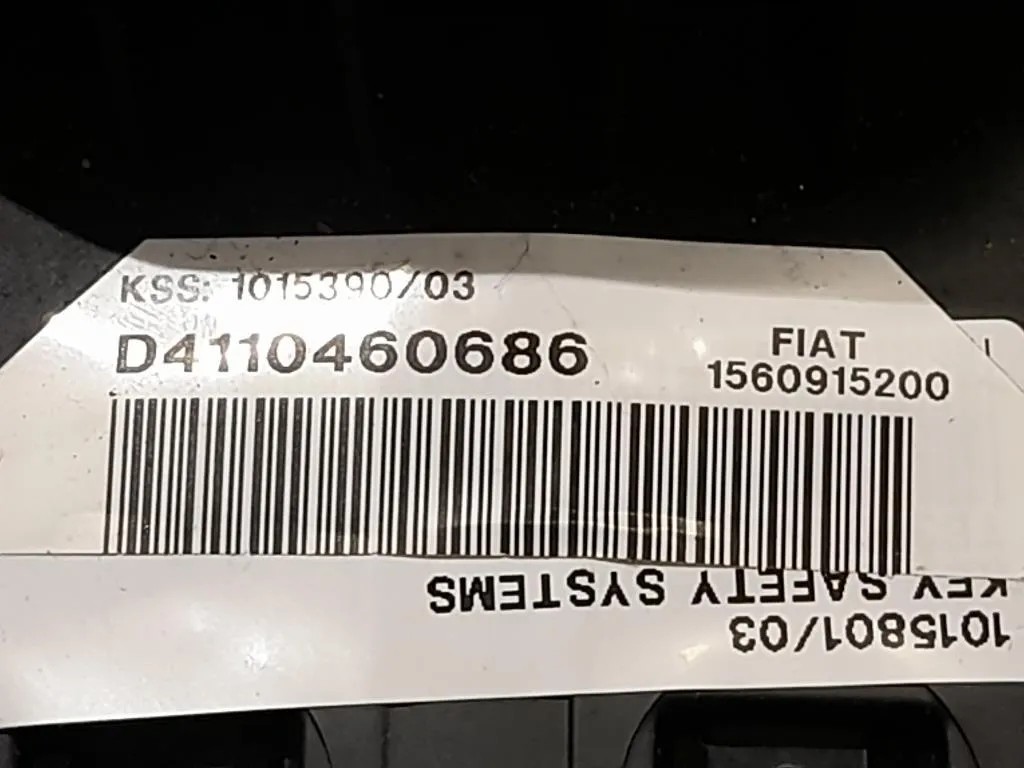 KSS: 1015390/03
D4110460686
FIAT
1560915200
KEY SAFETY SYSTEMS
1015801/03